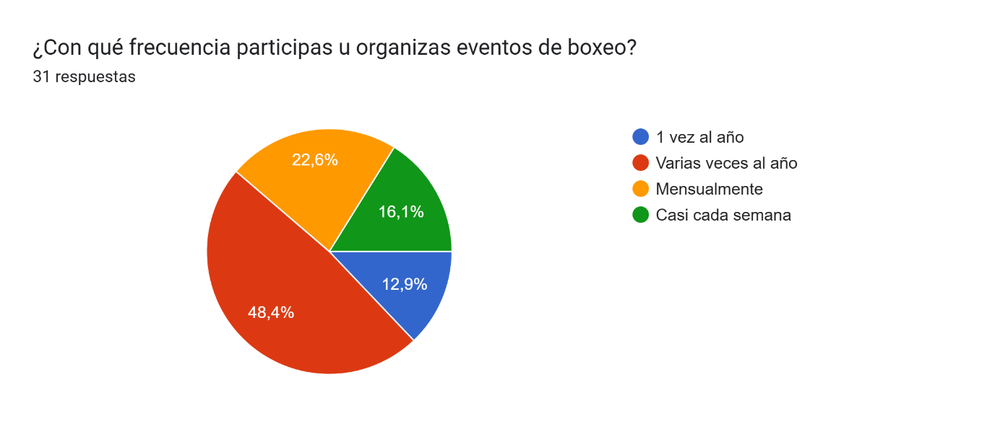 ¿Con qué frecuencia participas u organizas eventos de boxeo?
31 respuestas
22,6%
16,1%
12,9%
48,4%
1 vez al año
Varias veces al año
Mensualmente
Casi cada semana